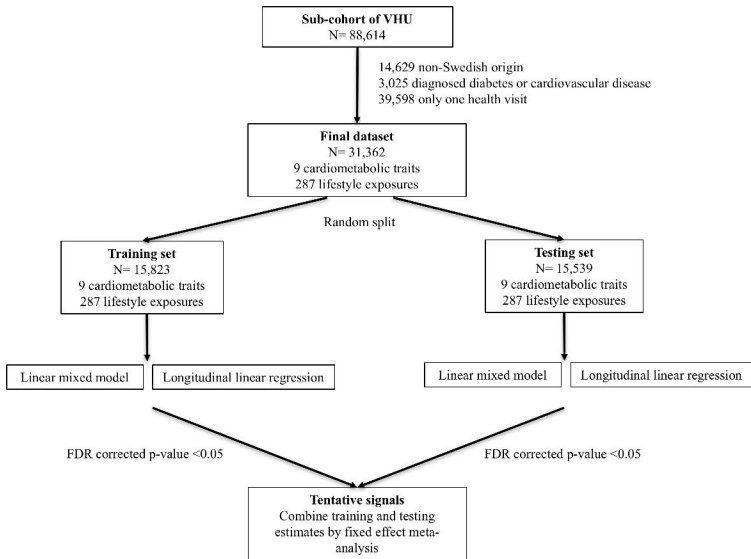 Sub-cohort of VHU
N= 88,614
14,629 non-Swedish origin
3,025 diagnosed diabetes or cardiovascular disease
39,598 only one health visit
Final dataset
N= 31,362
9 cardiometabolic traits
287 lifestyle exposures
Random split
Training set
N= 15,823
9 cardiometabolic traits
287 lifestyle exposures
Testing set
N= 15,539
9 cardiometabolic traits
287 lifestyle exposures
Linear mixed model
Longitudinal linear regression
Linear mixed model
Longitudinal linear regression
FDR corrected p-value <0.05
FDR corrected p-value <0.05
Tentative signals
Combine training and testing
estimates by fixed effect meta-
analysis